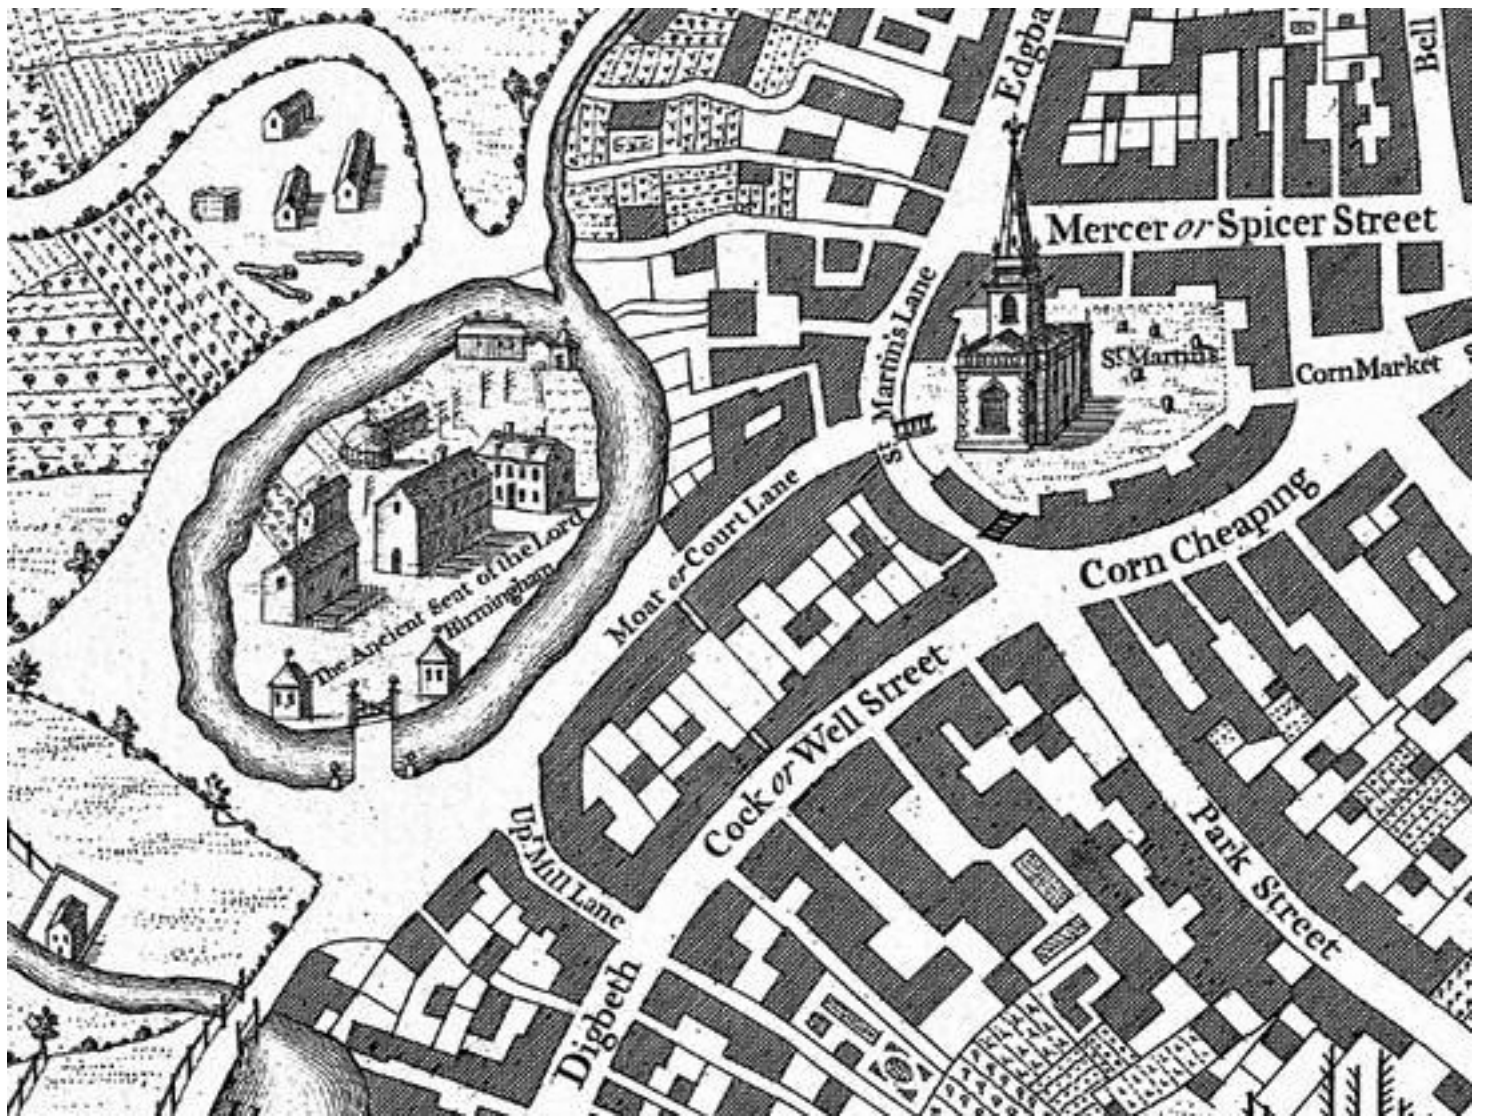 Edgba
Bell
Mercer or Spicer Street
St. Martin's Lane
St. Martin's
Corn Market
S
Moat or Court Lane
Corn Cheaping
The Ancient Seat of the Lord
Birmingham
Cock or Well Street
Upr. Mill Lane
Park Street
Digbeth